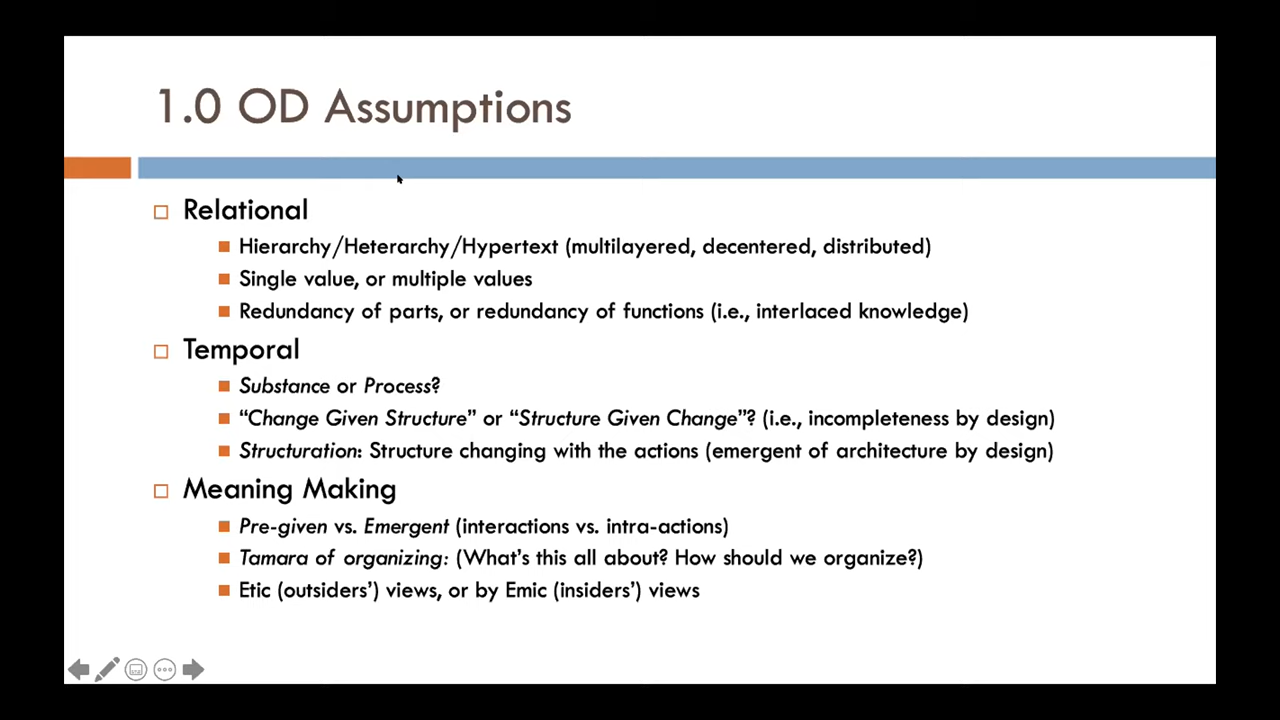 1.0 OD Assumptions
Relational
Hierarchy/Heterarchy/Hypertext (multilayered, decentered, distributed)
Single value, or multiple values
Redundancy of parts, or redundancy of functions (i.e., interlaced knowledge)
Temporal
Substance or Process?
“Change Given Structure” or “Structure Given Change”? (i.e., incompleteness by design)
Structuration: Structure changing with the actions (emergent of architecture by design)
Meaning Making
Pre-given vs. Emergent (interactions vs. intra-actions)
Tamara of organizing: (What’s this all about? How should we organize?)
Etic (outsiders’) views, or by Emic (insiders’) views